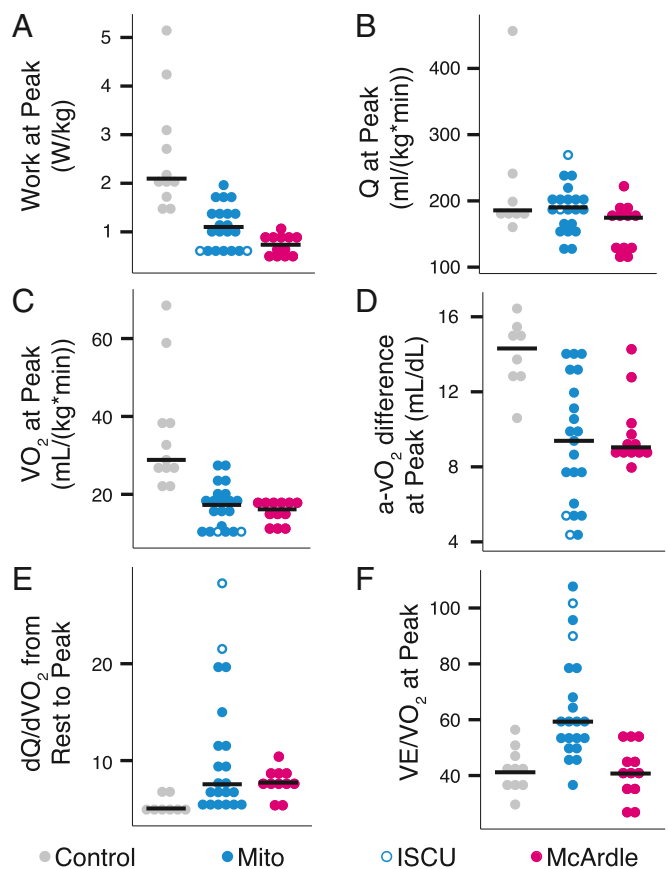 A
Work at Peak
(W/kg)
5
4
3
2
1
B
Q at Peak
(ml/(kg*min))
400
300
200
100
C
VO2 at Peak
(mL/(kg*min))
60
40
20
D
a-vO2 difference
at Peak (mL/dL)
16
12
8
4
E
dQ/dVO2 from
Rest to Peak
20
10
F
VE/VO2 at Peak
100
80
60
40
Control Mito ISCU McArdle